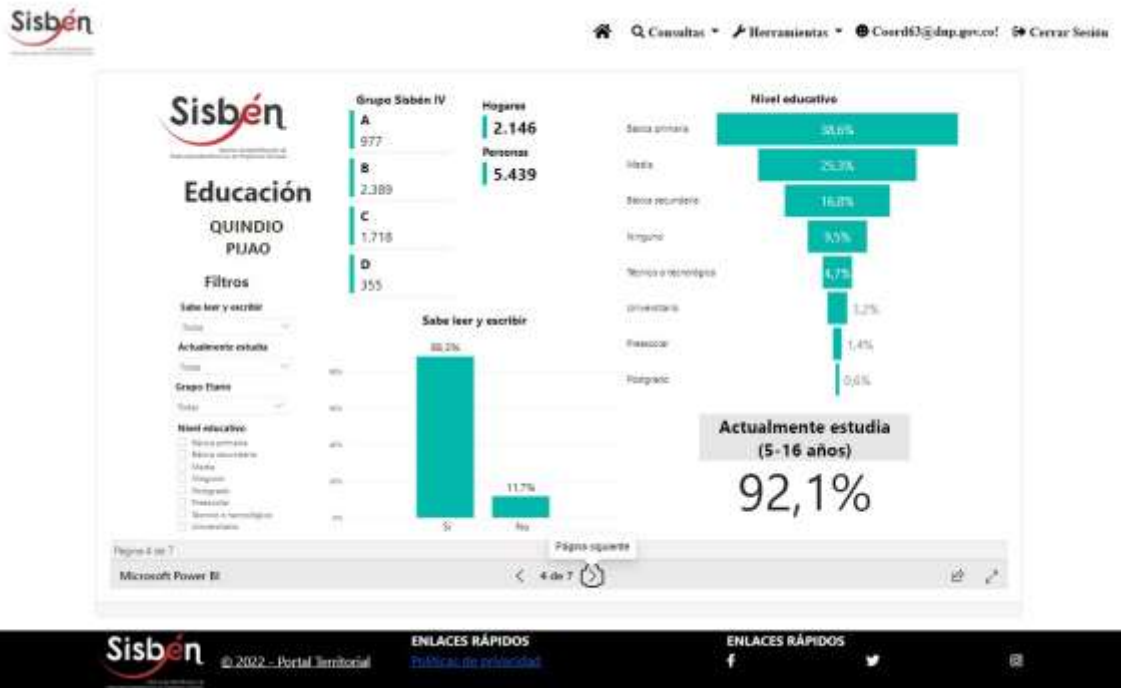 Sisbén
Consultas
Herramientas
Coord63@dnp.gov.co!
Cerrar Sesión
Sisbén
Educación
QUINDIO
PIJAO
Filtros
Sabe leer y escribir
Todas
Actualmente estudia
Todas
Grupo Etario
Todas
Nivel educativo
Básica primaria
Básica secundaria
Media
Ninguno
Postgrado
Preescolar
Técnico o tecnológico
Universitario
Grupo Sisbén IV
A
977
B
2.389
C
1.718
D
355
Hogares
2.146
Personas
5.439
Sabe leer y escribir
88,3%
11,7%
Si
No
Nivel educativo
Básica primaria
38,6%
Media
25,3%
Básica secundaria
16,8%
Ninguno
9,5%
Técnico o tecnológico
4,7%
Universitario
3,2%
Preescolar
1,4%
Postgrado
0,6%
Actualmente estudia
(5-16 años)
92,1%
Página 4 de 7
Página siguiente
Microsoft Power BI
4 de 7
Sisbén
© 2022 - Portal Territorial
ENLACES RÁPIDOS
Políticas de privacidad
ENLACES RÁPIDOS